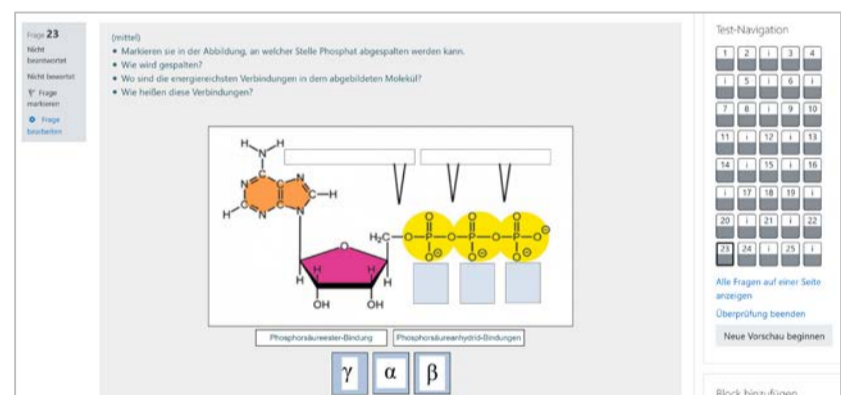 Frage 23
Nicht
beantwortet
Nicht bewertet
Frage
markieren
Frage
bearbeiten
(mittel)
• Markieren sie in der Abbildung, an welcher Stelle Phosphat abgespalten werden kann.
• Wie wird gespalten?
• Wo sind die energiereichsten Verbindungen in dem abgebildeten Molekül?
• Wie heißen diese Verbindungen?
H H
N
N N
C—H
H N N
H₂C—O—P—O—P—O—P—O⊖
O O O
O⊖ O⊖ O⊖
O
H H H H
OH OH
Phosphorsäureester-Bindung
Phosphorsäureanhydrid-Bindungen
γ α β
Test-Navigation
1 2 i 3 4
i 5 i 6 i
7 8 i 9 10
11 i 12 i 13
14 i 15 i 16
i 17 18 19 i
20 i 21 i 22
23 24 i 25 i
Alle Fragen auf einer Seite
anzeigen
Überprüfung beenden
Neue Vorschau beginnen
Block hinzufügen